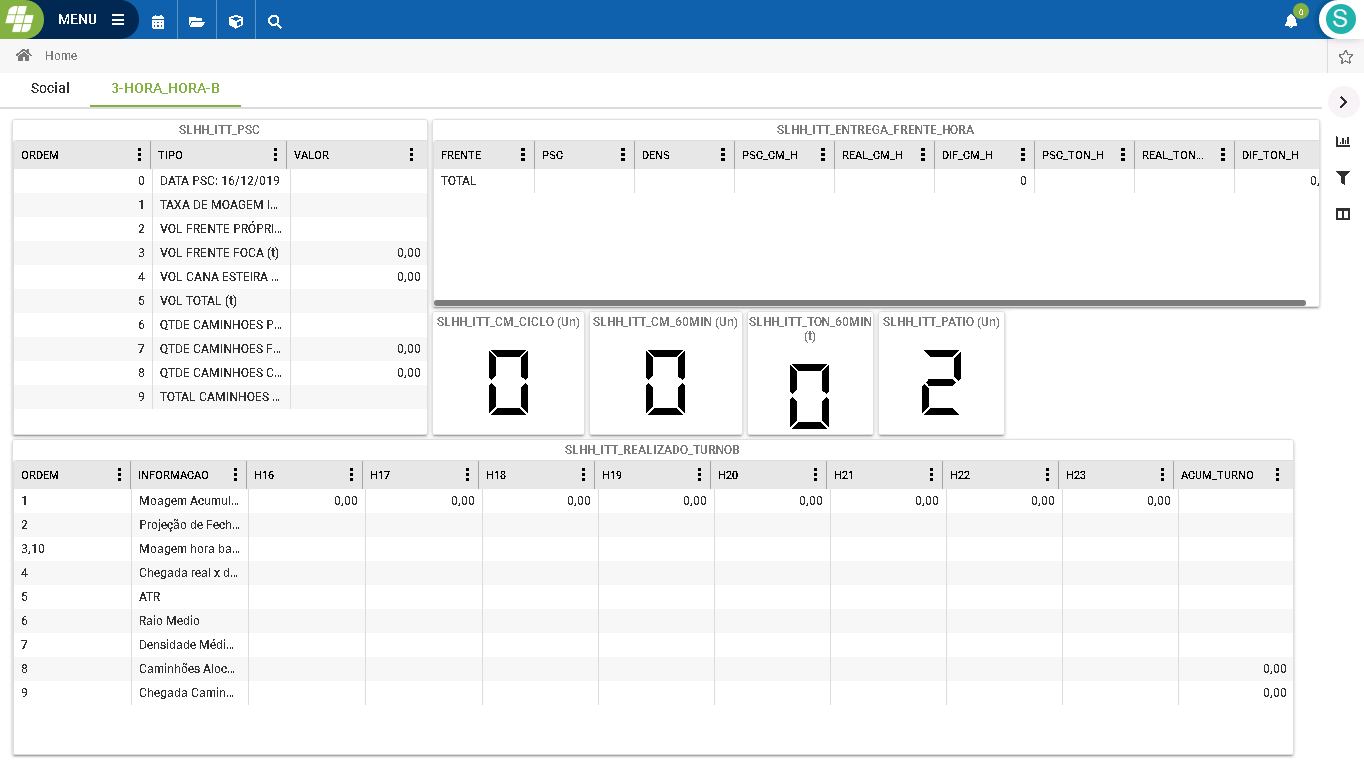 MENU
0
S
Home
Social 3-HORA_HORA-B
SLHH_ITT_PSC
ORDEM TIPO VALOR
0 DATA PSC: 16/12/019
1 TAXA DE MOAGEM I...
2 VOL FRENTE PRÓPRI...
3 VOL FRENTE FOCA (t) 0,00
4 VOL CANA ESTEIRA ... 0,00
5 VOL TOTAL (t)
6 QTDE CAMINHOES P...
7 QTDE CAMINHOES F... 0,00
8 QTDE CAMINHOES C... 0,00
9 TOTAL CAMINHOES ...
SLHH_ITT_ENTREGA_FRENTE_HORA
FRENTE PSC DENS PSC_CM_H REAL_CM_H DIF_CM_H PSC_TON_H REAL_TON... DIF_TON_H
TOTAL 0 0,
SLHH_ITT_CM_CICLO (Un)
0
SLHH_ITT_CM_60MIN (Un)
0
SLHH_ITT_TON_60MIN
(t)
0
SLHH_ITT_PATIO (Un)
2
SLHH_ITT_REALIZADO_TURNOB
ORDEM INFORMACAO H16 H17 H18 H19 H20 H21 H22 H23 ACUM_TURNO
1 Moagem Acumul... 0,00 0,00 0,00 0,00 0,00 0,00 0,00 0,00
2 Projeção de Fech...
3,10 Moagem hora ba...
4 Chegada real x d...
5 ATR
6 Raio Medio
7 Densidade Médi...
8 Caminhões Aloc... 0,00
9 Chegada Camin... 0,00